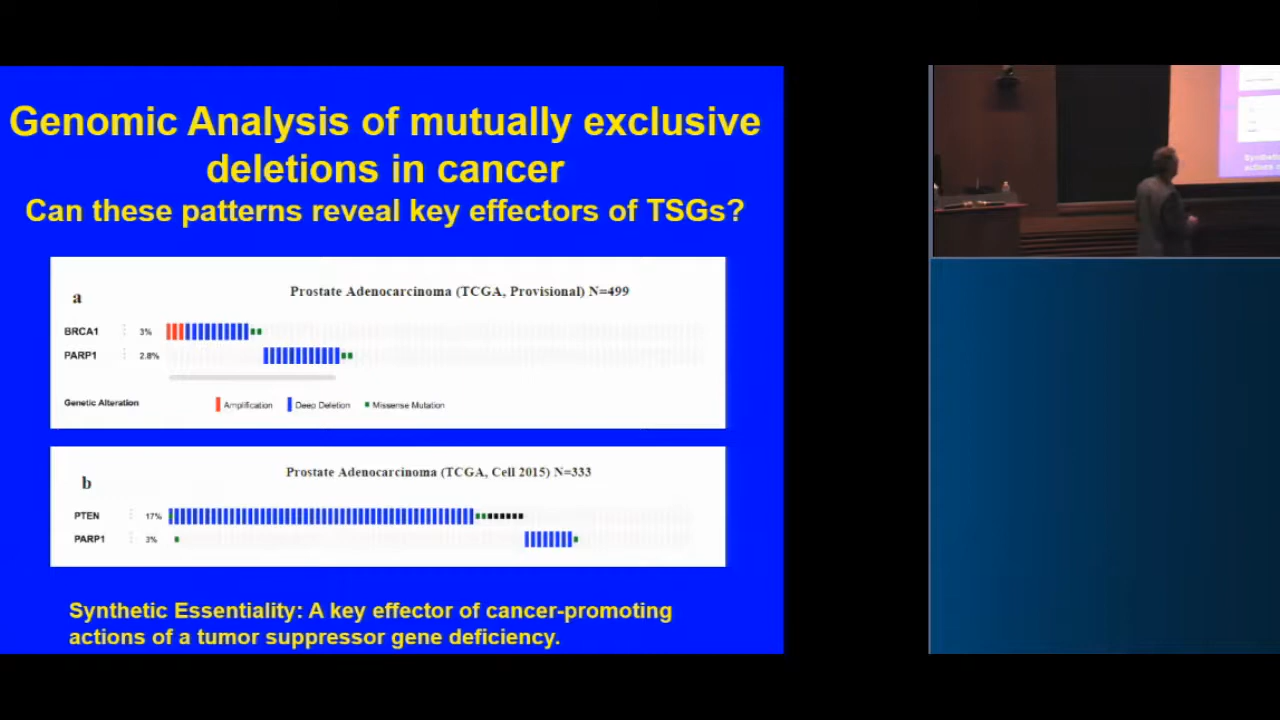 Genomic Analysis of mutually exclusive
deletions in cancer
Can these patterns reveal key effectors of TSGs?
a
Prostate Adenocarcinoma (TCGA, Provisional) N=499
BRCA1 3%
PARP1 2.8%
Genetic Alteration Amplification Deep Deletion Missense Mutation
b
Prostate Adenocarcinoma (TCGA, Cell 2015) N=333
PTEN 17%
PARP1 3%
Synthetic Essentiality: A key effector of cancer-promoting
actions of a tumor suppressor gene deficiency.